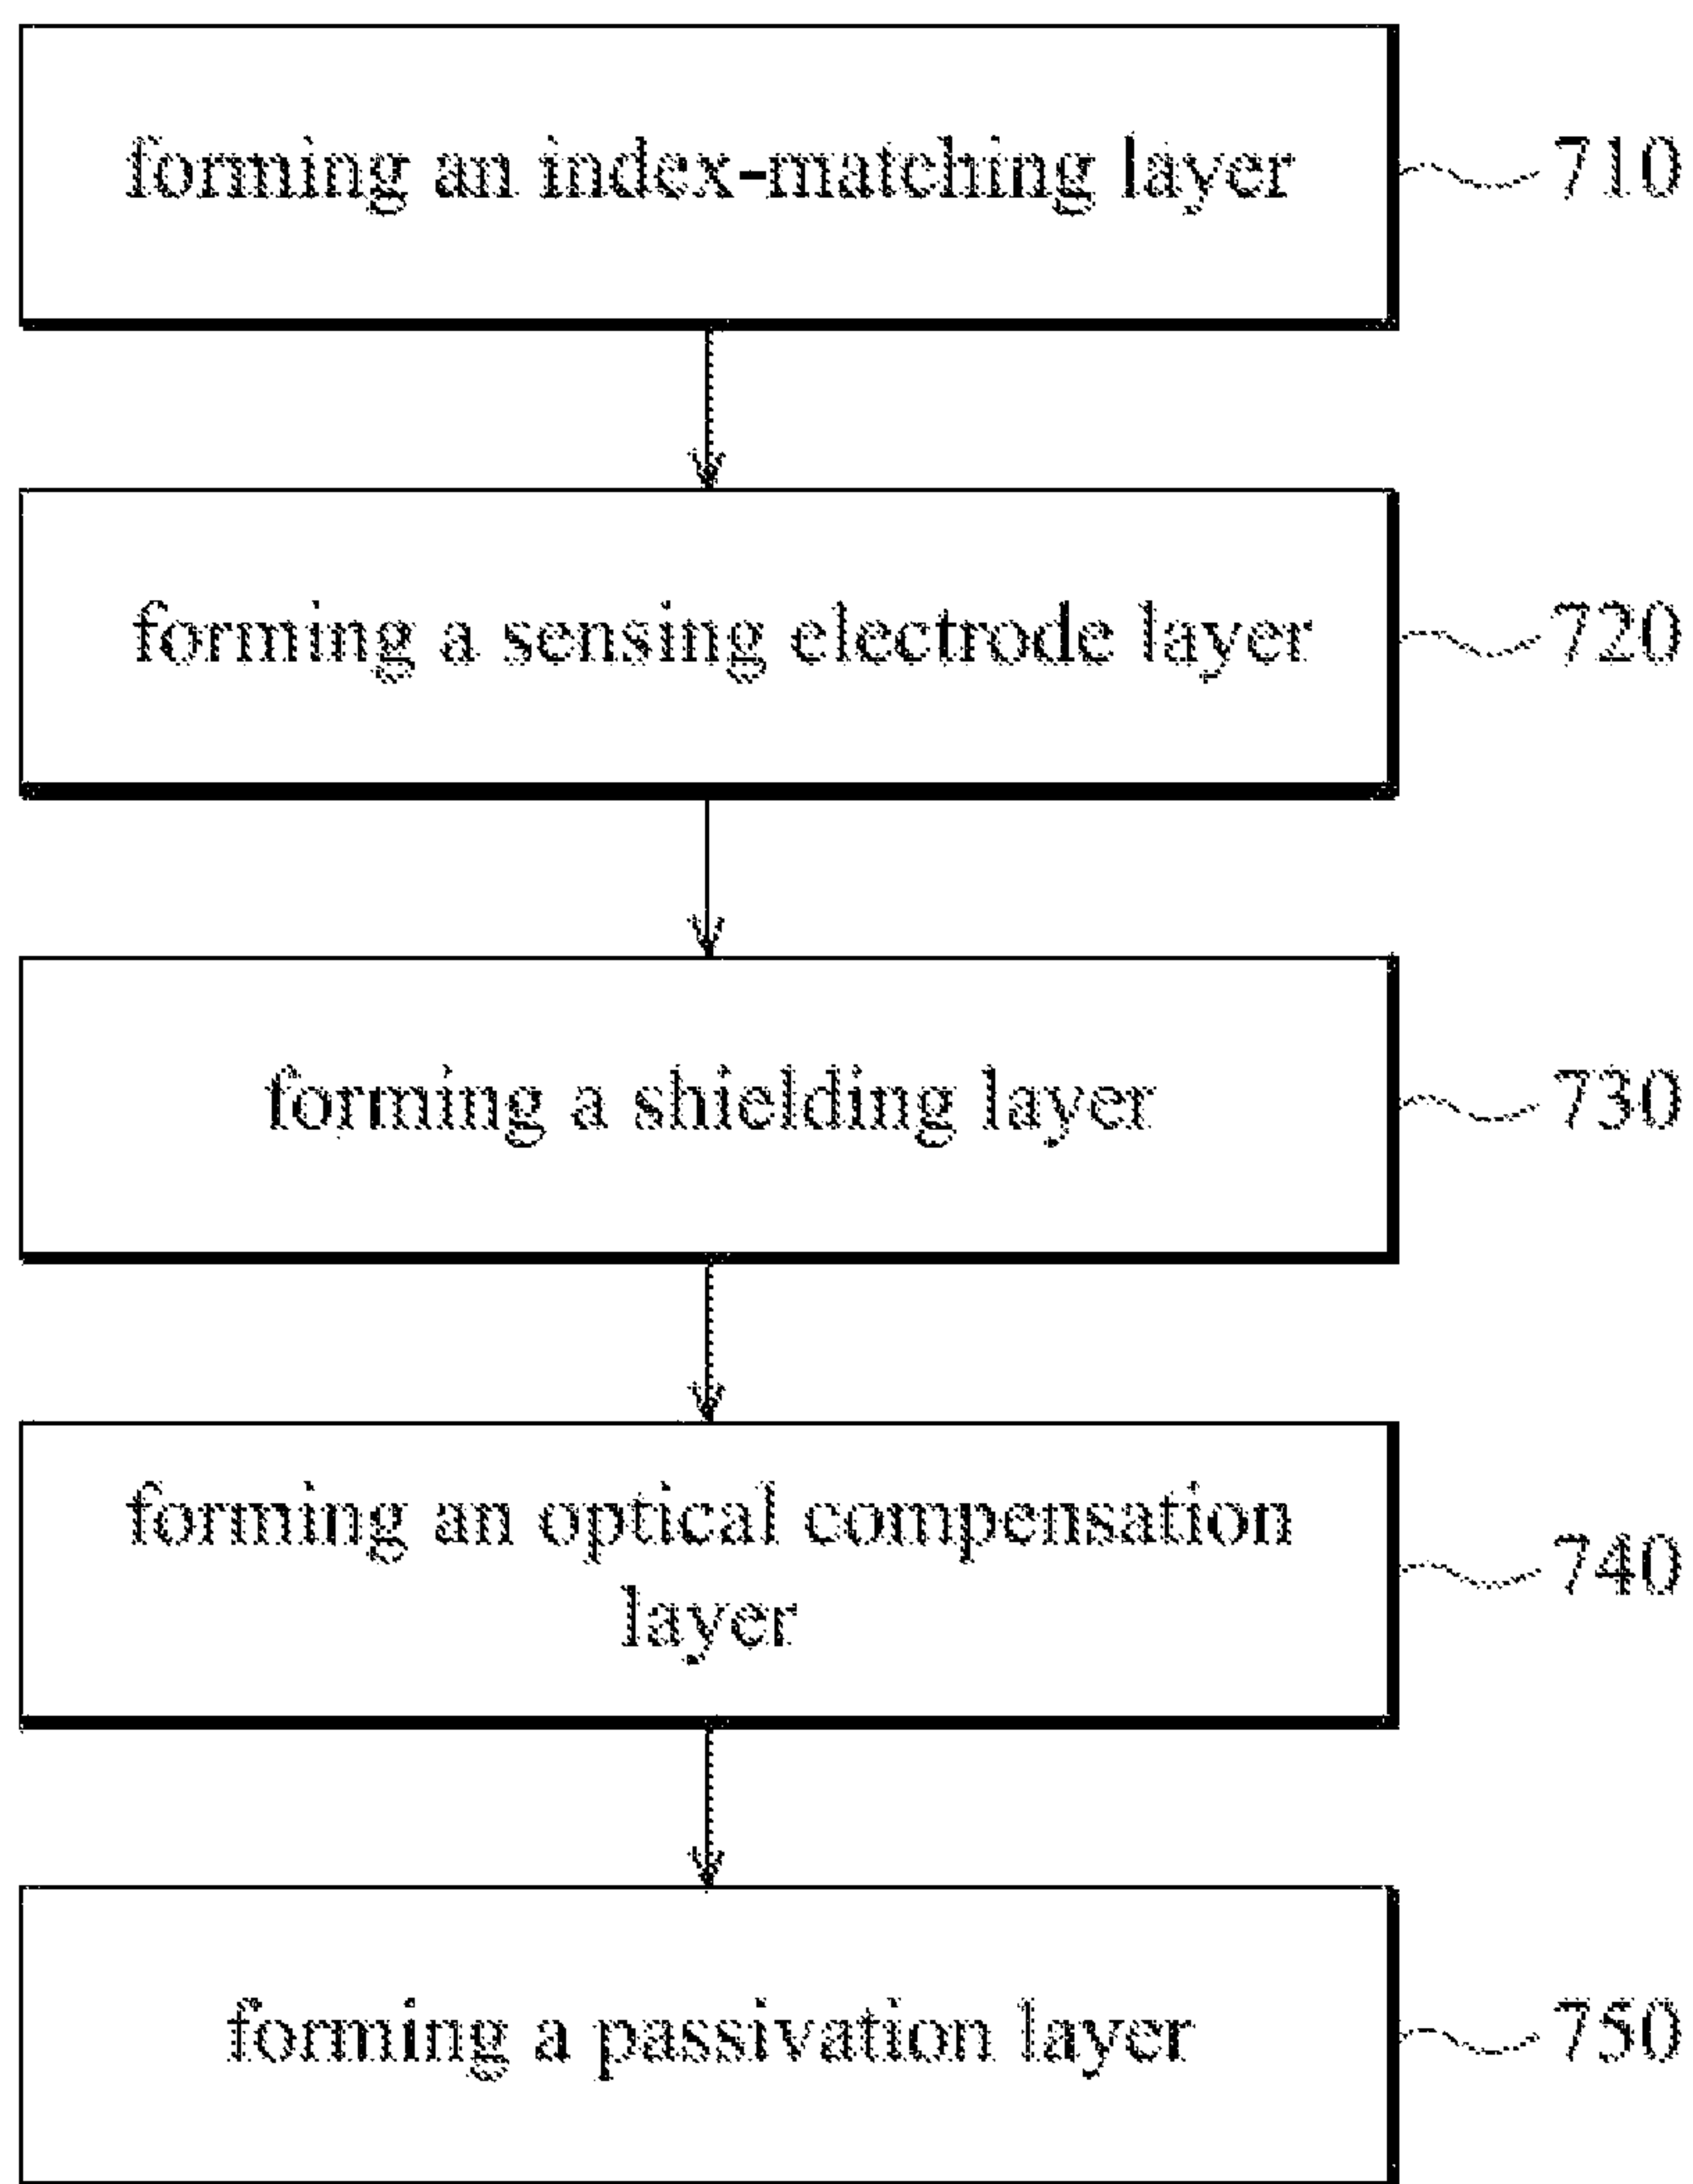 forming an index-matching layer
710
forming a sensing electrode layer
720
forming a shielding layer
730
forming an optical compensation
layer
740
forming a passivation layer
750